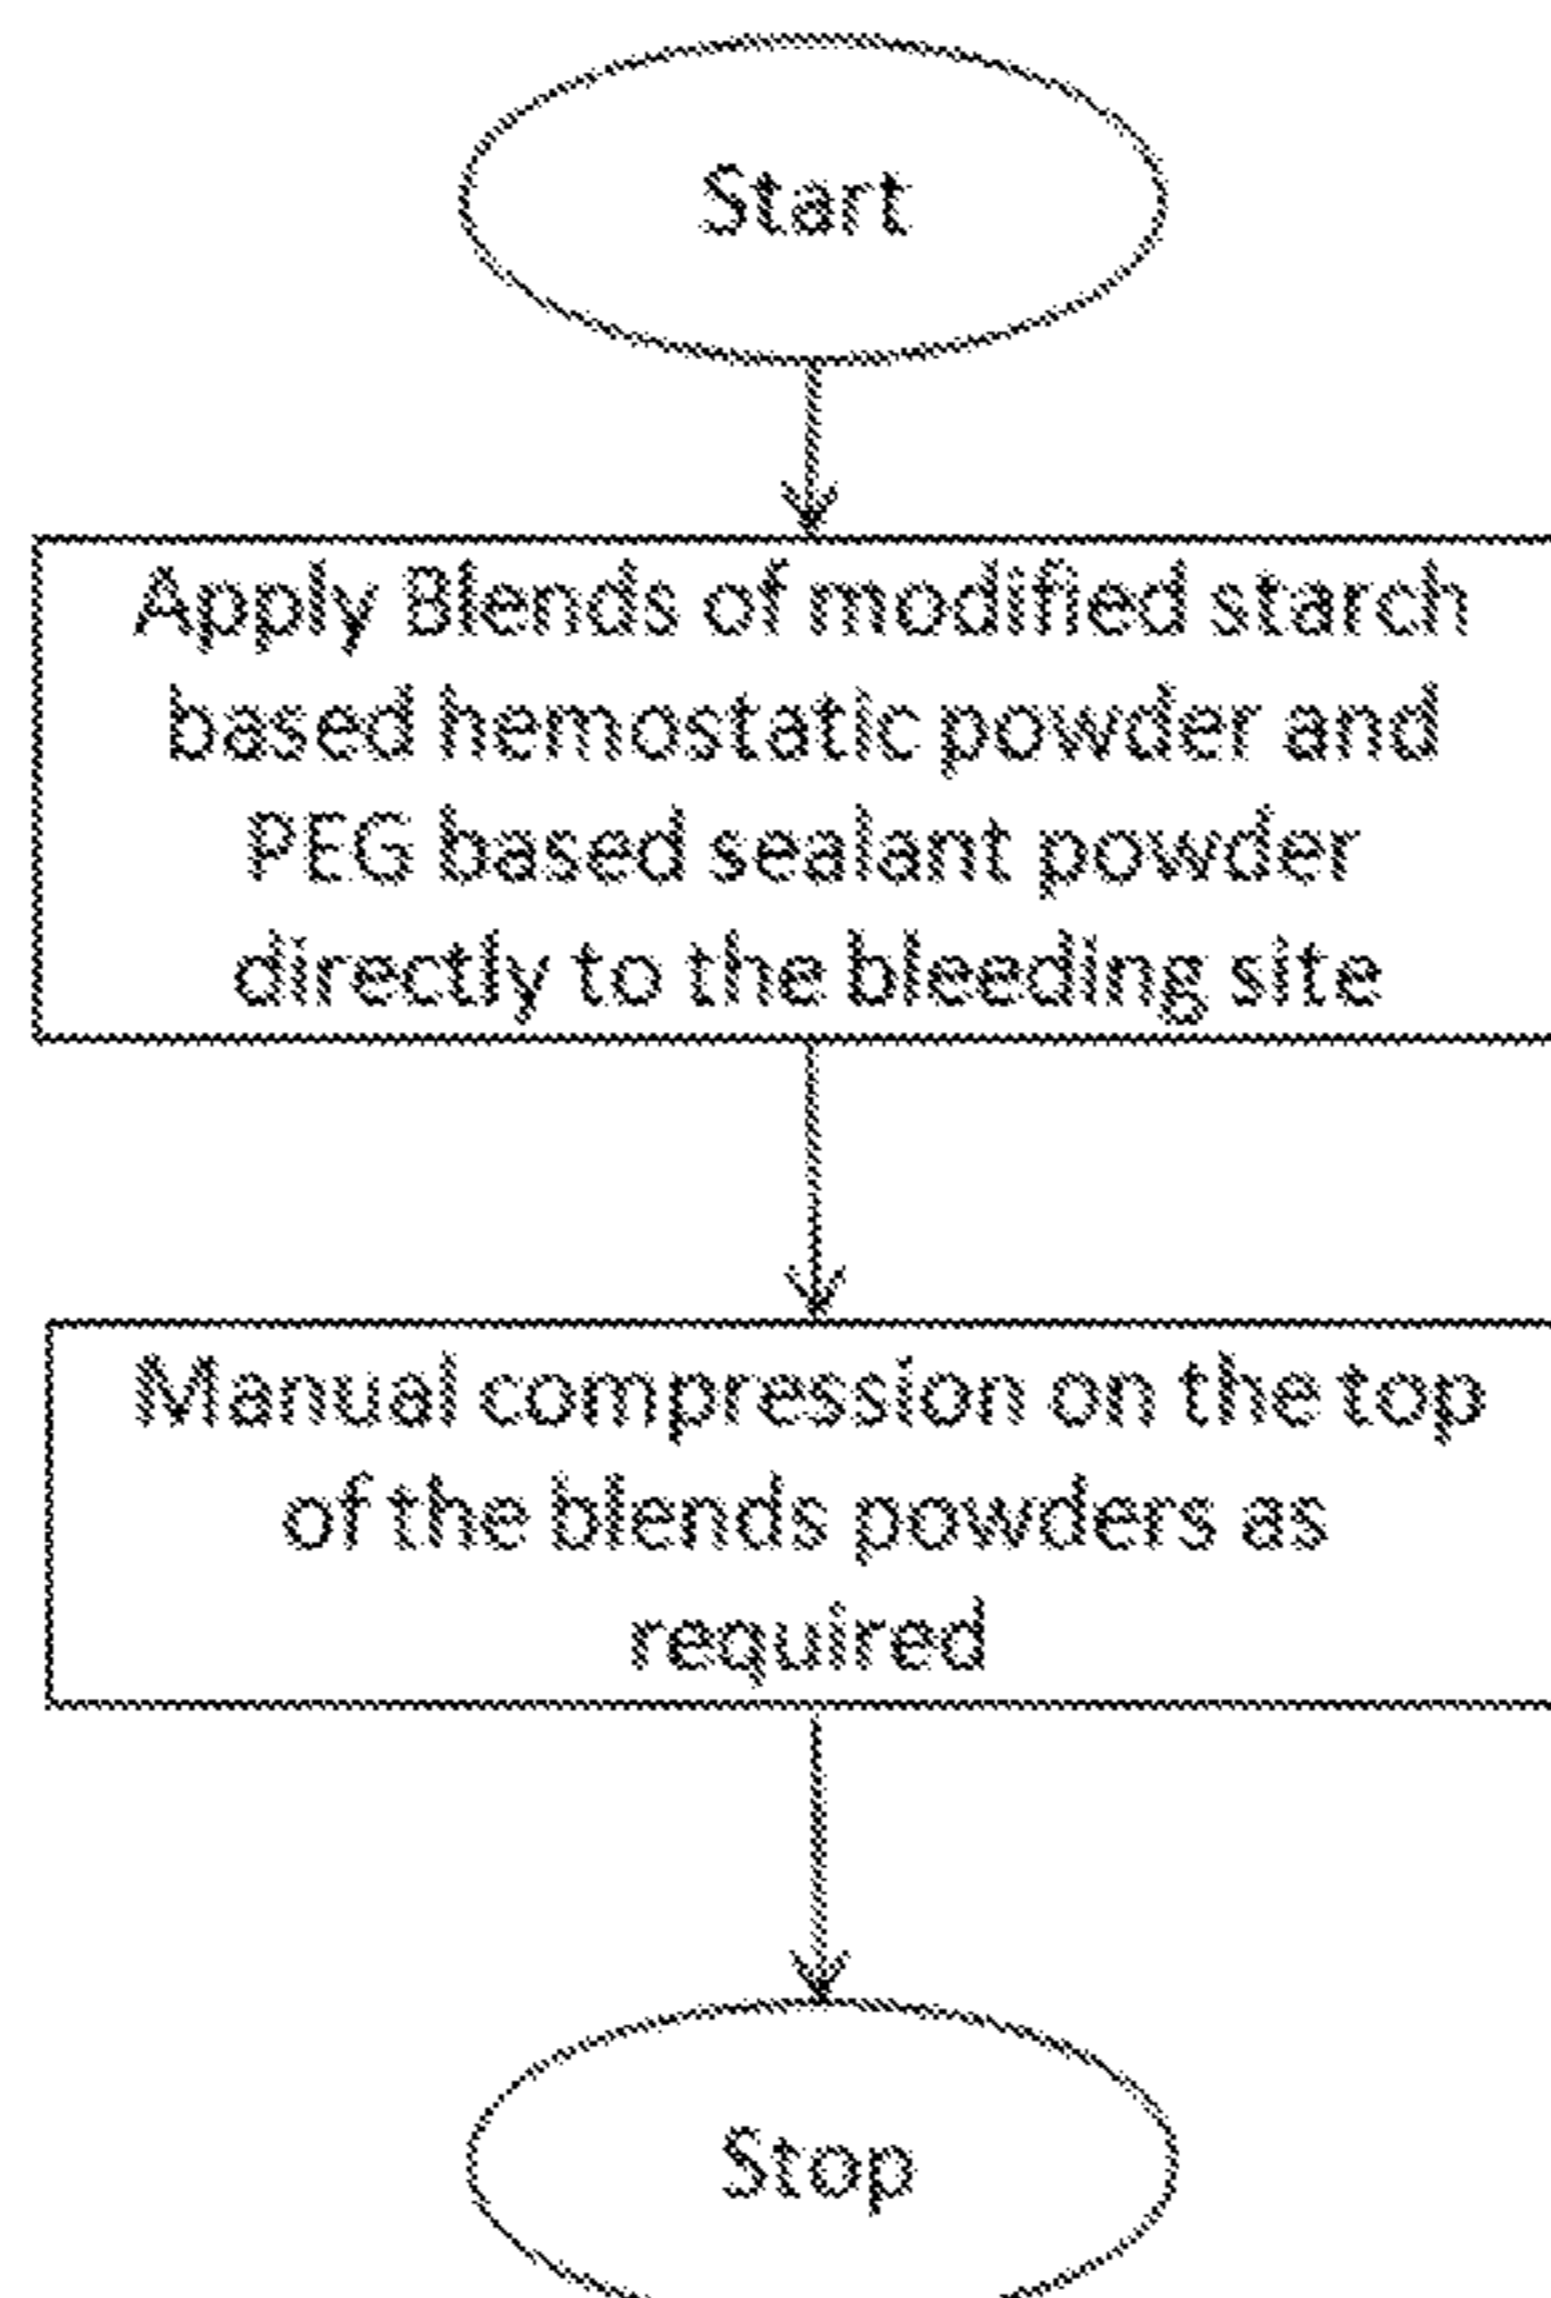 Start
Apply Blends of modified starch
based hemostatic powder and
PEG based sealant powder
directly to the bleeding site
Manual compression on the top
of the blends powders as
required
Stop